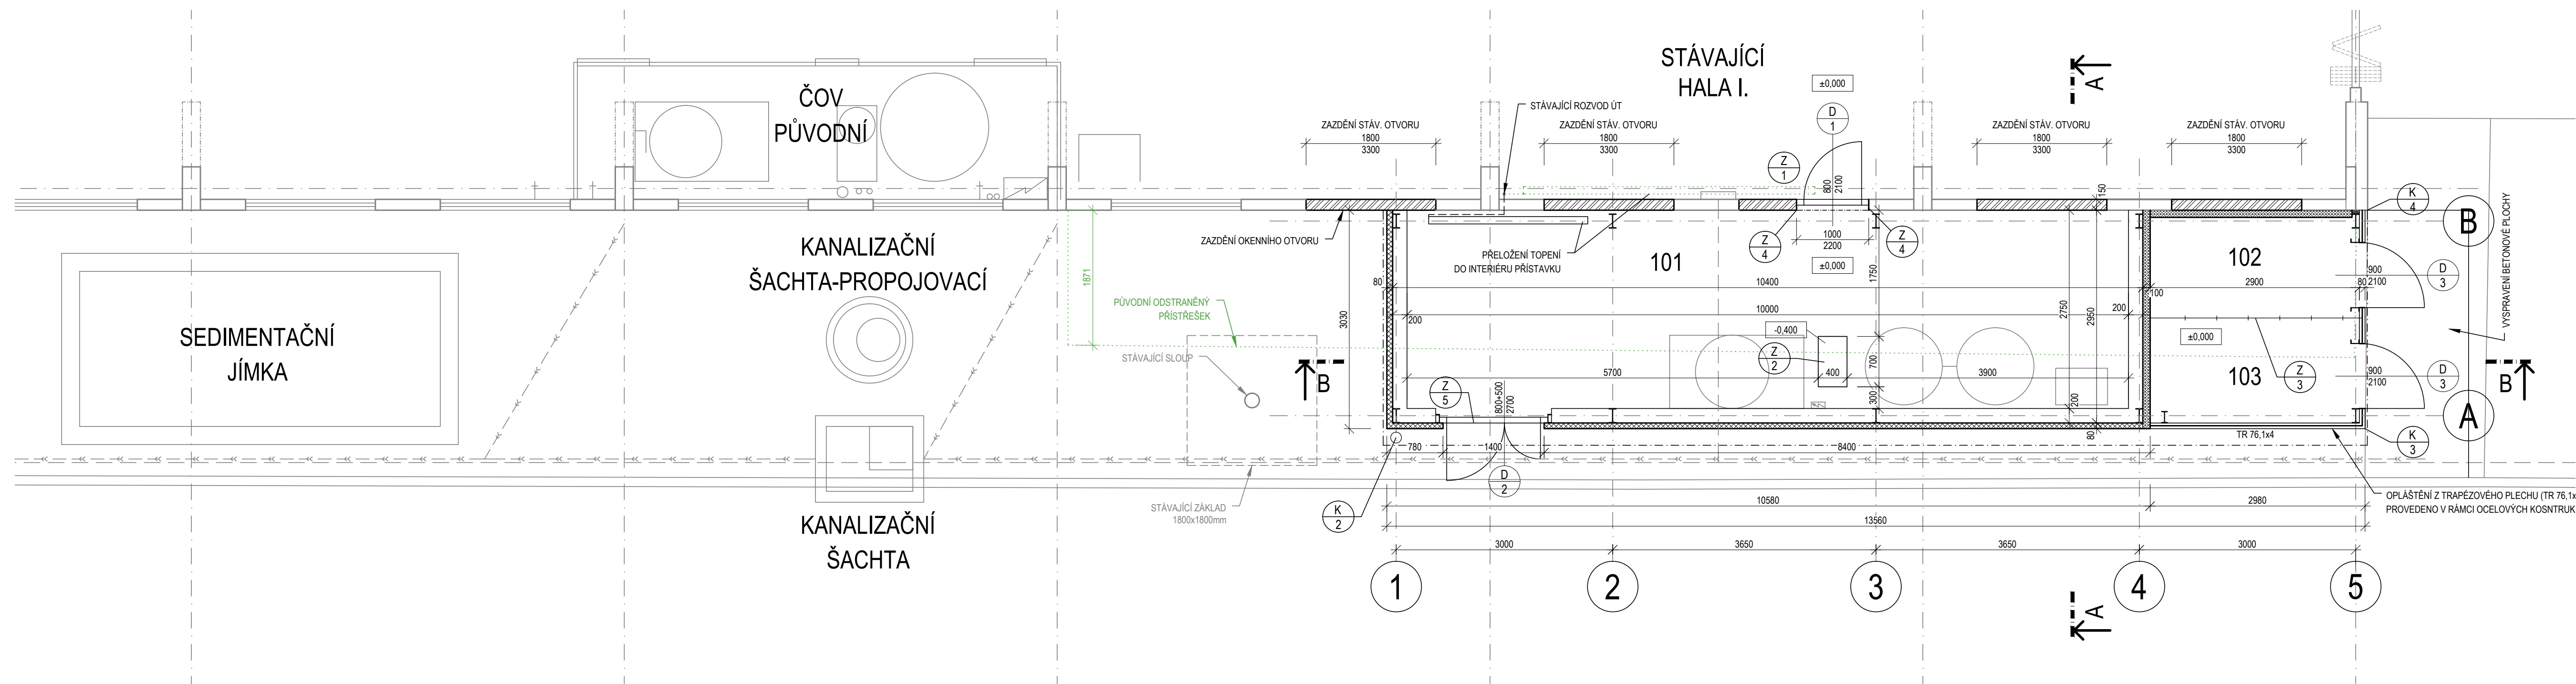 STÁVAJÍCÍ
HALA I.
±0,000
D
1
A
ČOV
PŮVODNÍ
STÁVAJÍCÍ ROZVOD ÚT
ZAZDĚNÍ STÁV. OTVORU
1800
3300
ZAZDĚNÍ STÁV. OTVORU
1800
3300
ZAZDĚNÍ STÁV. OTVORU
1800
3300
ZAZDĚNÍ STÁV. OTVORU
1800
3300
Z
1
800
2100
150
K
4
B
VYSPRAVENÍ BETONOVÉ PLOCHY
KANALIZAČNÍ
ŠACHTA-PROPOJOVACÍ
ZAZDĚNÍ OKENNÍHO OTVORU
PŘELOŽENÍ TOPENÍ
DO INTERIÉRU PŘÍSTAVKU
101
Z
4
1000
2200
Z
4
±0,000
1750
102
1871
80
10400
100
2900
80
900
2100
D
3
PŮVODNÍ ODSTRANĚNÝ
PŘÍSTŘEŠEK
3030
200
10000
200
2750
2950
SEDIMENTAČNÍ
JÍMKA
-0,400
±0,000
STÁVAJÍCÍ SLOUP
Z
2
700
B
5700
400
3900
103
Z
3
900
2100
D
3
B
Z
5
800+500
2700
300
200
A
780
1400
8400
80
TR 76,1x4
K
3
D
2
OPLÁŠTĚNÍ Z TRAPÉZOVÉHO PLECHU (TR 76,1x
PROVEDENO V RÁMCI OCELOVÝCH KOSNTRUK
STÁVAJÍCÍ ZÁKLAD
1800x1800mm
K
2
10580
2980
13560
KANALIZAČNÍ
ŠACHTA
3000
3650
3650
3000
1
2
3
4
5
A